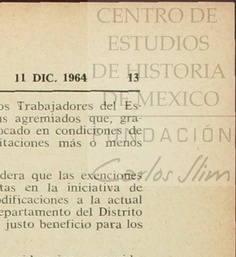 CENTRO DE
ESTUDIOS
DE HISTORIA
DE MEXICO
FUNDACIÓN
Carlos Slim
11 DIC. 1964 13
os Trabajadores del Es-
us agremiados que, gra-
ocado en condiciones de
itaciones más ó menos
dera que las exenciones
tas en la iniciativa de
odificaciones a la actual
epartamento del Distrito
justo beneficio para los